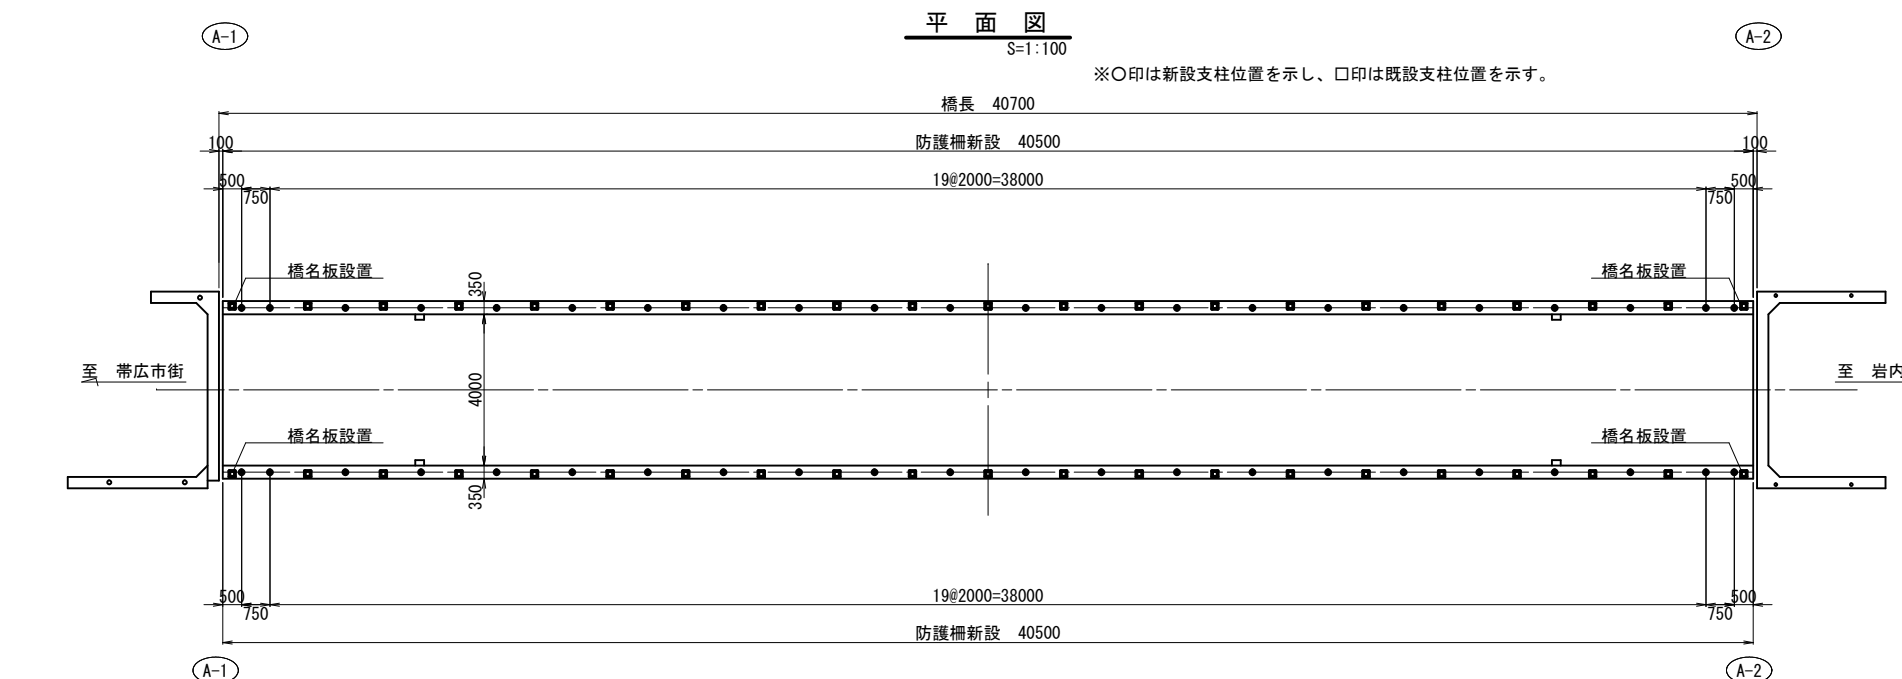 平面図
A-1
A-2
S=1:100
※○印は新設支柱位置を示し、□印は既設支柱位置を示す。
橋長 40700
100
防護柵新設 40500
100
500
19@2000=38000
500
750
750
橋名板設置
350
橋名板設置
至 帯広市街
4000
至 岩内
橋名板設置
橋名板設置
350
500
19@2000=38000
500
750
750
防護柵新設 40500
A-1
A-2